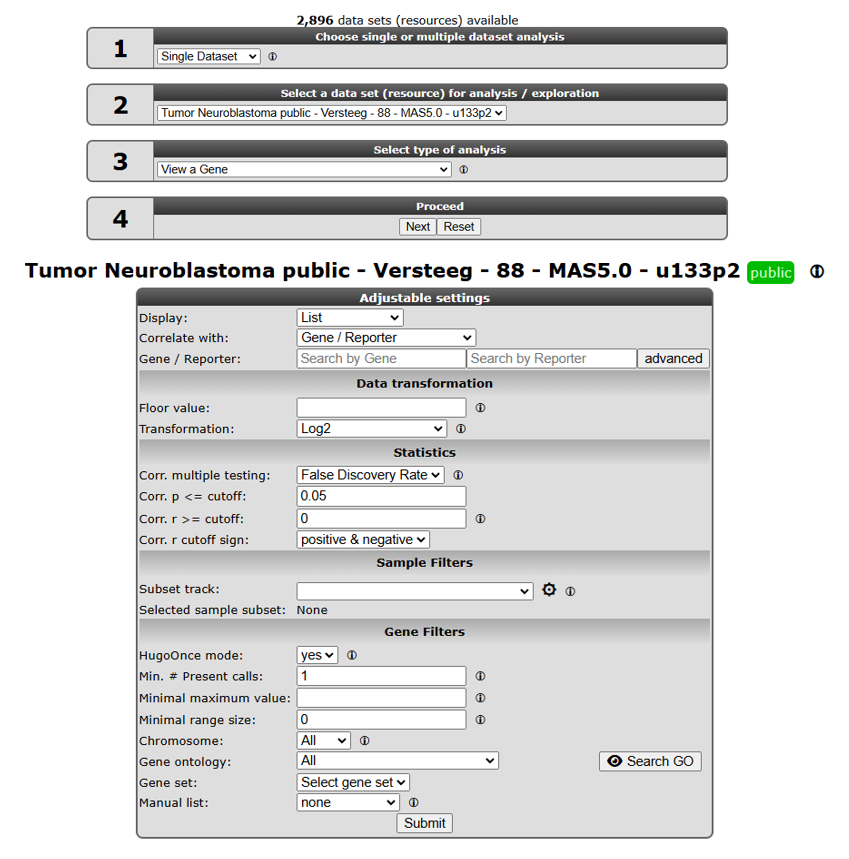 2,896 data sets (resources) available
1
Choose single or multiple dataset analysis
Single Dataset
2
Select a data set (resource) for analysis / exploration
Tumor Neuroblastoma public - Versteeg - 88 - MAS5.0 - u133p2
3
Select type of analysis
View a Gene
4
Proceed
Next Reset
Tumor Neuroblastoma public - Versteeg - 88 - MAS5.0 - u133p2 public
Adjustable settings
Display: List
Correlate with: Gene / Reporter
Gene / Reporter: Search by Gene Search by Reporter advanced
Data transformation
Floor value:
Transformation: Log2
Statistics
Corr. multiple testing: False Discovery Rate
Corr. p <= cutoff: 0.05
Corr. r >= cutoff: 0
Corr. r cutoff sign: positive & negative
Sample Filters
Subset track:
Selected sample subset: None
Gene Filters
HugoOnce mode: yes
Min. # Present calls: 1
Minimal maximum value:
Minimal range size: 0
Chromosome: All
Gene ontology: All Search GO
Gene set: Select gene set
Manual list: none
Submit